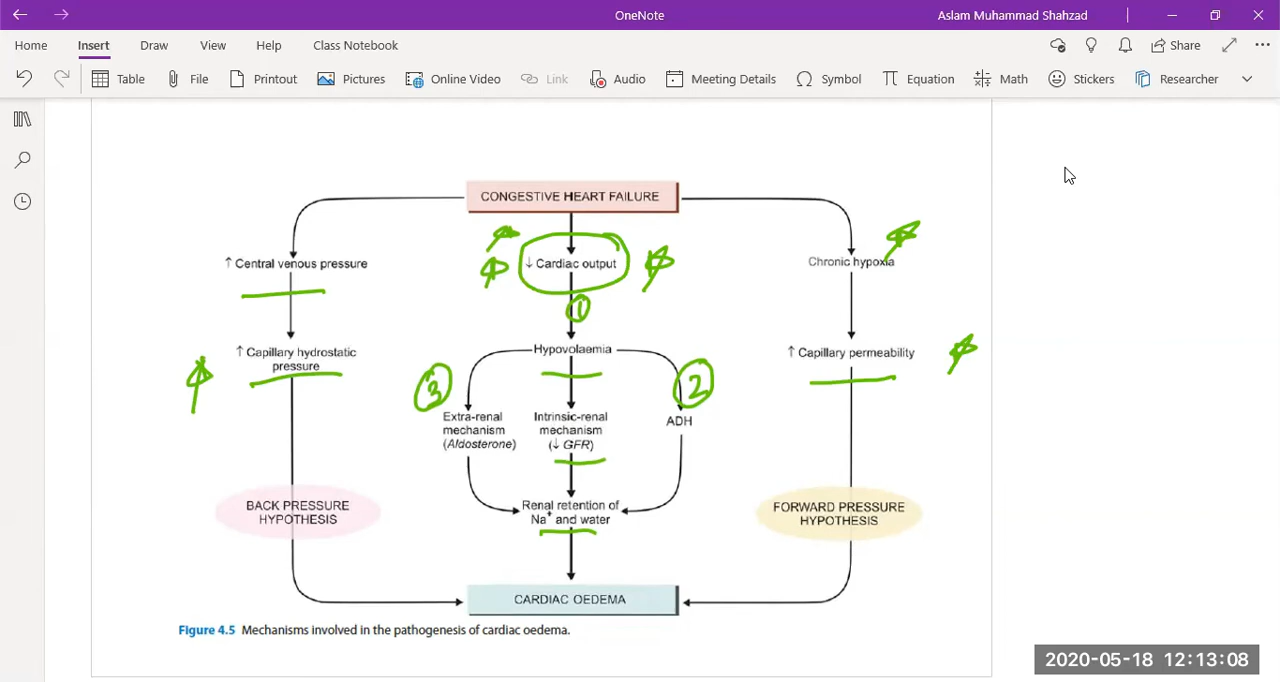 OneNote
Aslam Muhammad Shahzad
Home Insert Draw View Help Class Notebook
Share
Table File Printout Pictures Online Video Link Audio Meeting Details Symbol Equation Math Stickers Researcher
CONGESTIVE HEART FAILURE
↑ Central venous pressure
↓ Cardiac output
Chronic hypoxia
1
↑ Capillary hydrostatic
pressure
Hypovolaemia
↑ Capillary permeability
3
2
Extra-renal
mechanism
(Aldosterone)
Intrinsic-renal
mechanism
(↓ GFR)
ADH
BACK PRESSURE
HYPOTHESIS
Renal retention of
Na+ and water
FORWARD PRESSURE
HYPOTHESIS
CARDIAC OEDEMA
Figure 4.5 Mechanisms involved in the pathogenesis of cardiac oedema.
2020-05-18 12:13:08